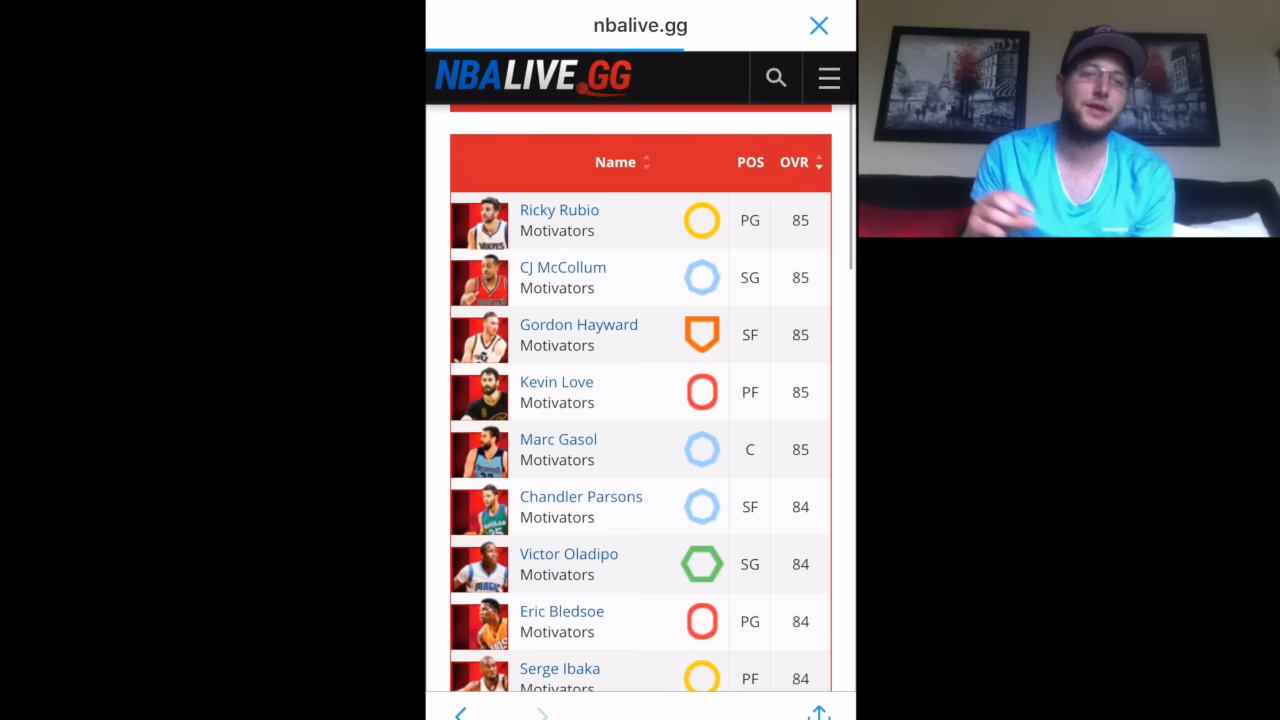 nbalive.gg
NBALIVE.GG
Name POS OVR
Ricky Rubio
Motivators
PG 85
CJ McCollum
Motivators
SG 85
Gordon Hayward
Motivators
SF 85
Kevin Love
Motivators
PF 85
Marc Gasol
Motivators
C 85
Chandler Parsons
Motivators
SF 84
Victor Oladipo
Motivators
SG 84
Eric Bledsoe
Motivators
PG 84
Serge Ibaka
Motivators
PF 84